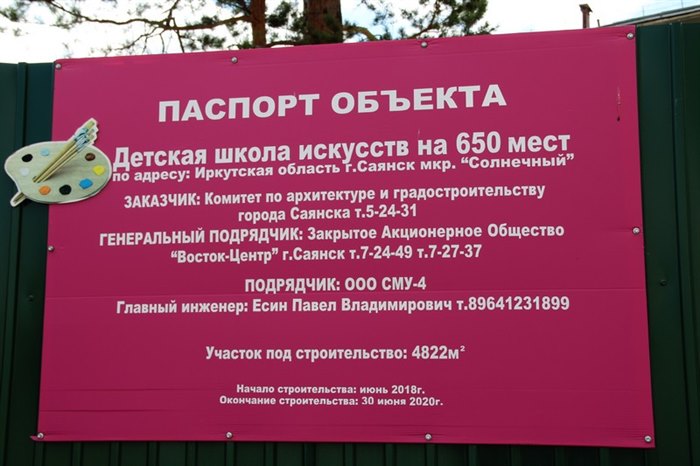 ПАСПОРТ ОБЪЕКТА
Детская школа искусств на 650 мест
по адресу: Иркутская область г.Саянск мкр. “Солнечный”
ЗАКАЗЧИК: Комитет по архитектуре и градостроительству
города Саянска т.5-24-31
ГЕНЕРАЛЬНЫЙ ПОДРЯДЧИК: Закрытое Акционерное Общество
“Восток-Центр” г.Саянск т.7-24-49 т.7-27-37
ПОДРЯДЧИК: ООО СМУ-4
Главный инженер: Есин Павел Владимирович т.89641231899
Участок под строительство: 4822м²
Начало строительства: июнь 2018г.
Окончание строительства: 30 июня 2020г.